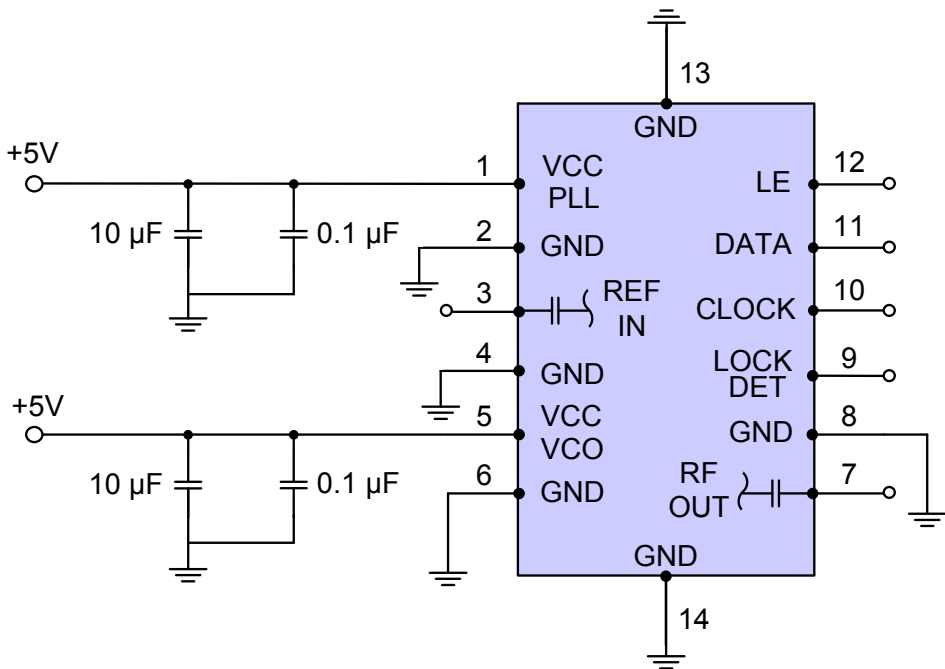 13
GND
+5V
1
VCC
PLL
12
LE
10 µF
0.1 µF
2
GND
11
DATA
3
REF
IN
10
CLOCK
4
GND
9
LOCK
DET
+5V
5
VCC
VCO
8
GND
10 µF
0.1 µF
6
GND
7
RF
OUT
GND
14